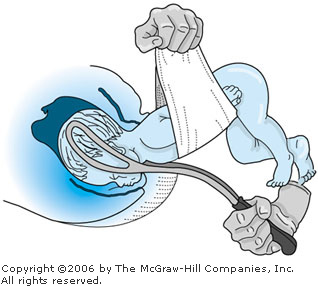 Copyright ©2006 by The McGraw-Hill Companies, Inc.
All rights reserved.